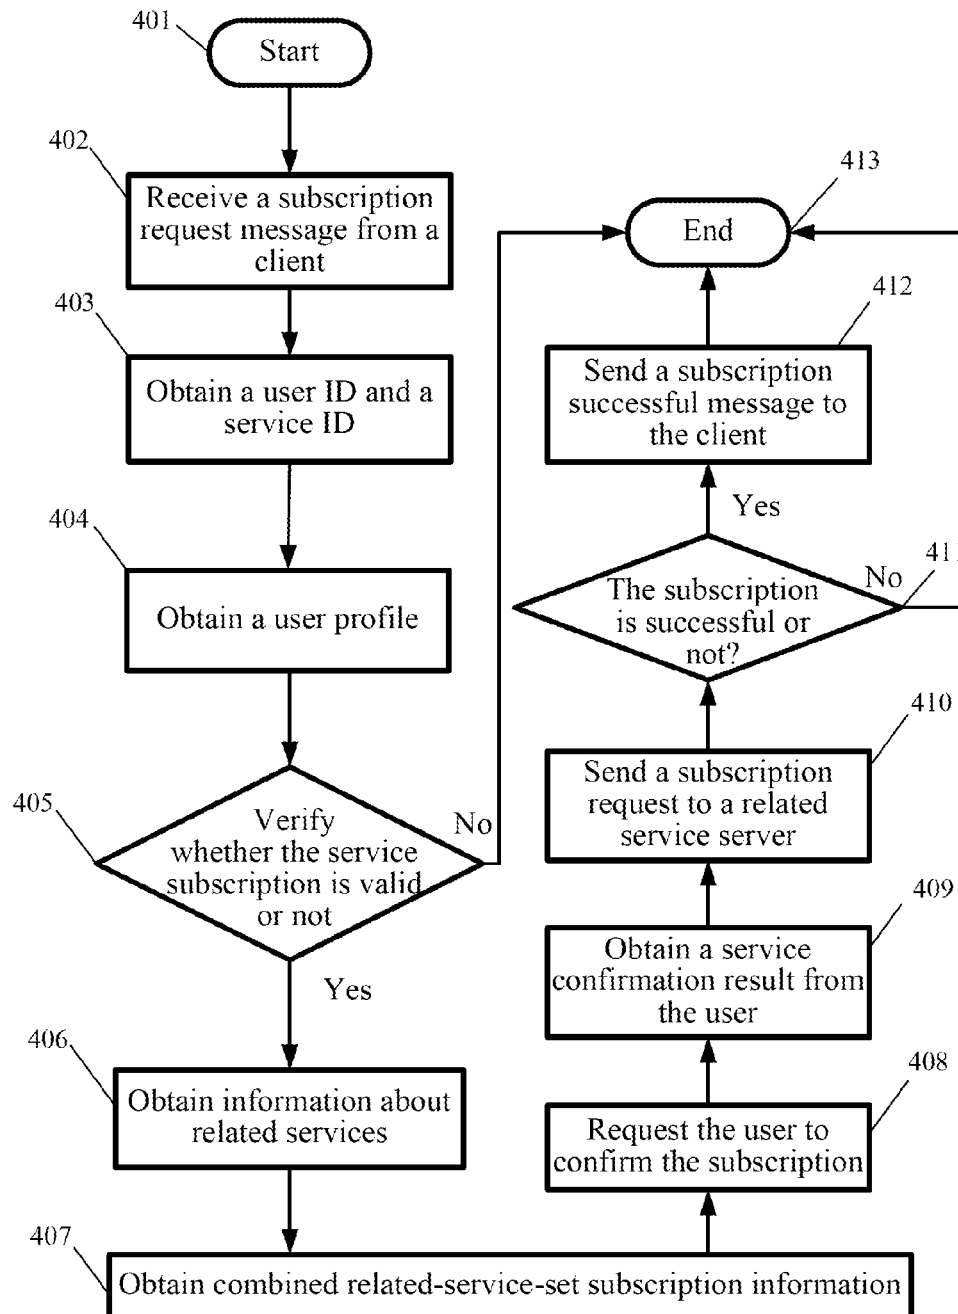 401
Start
402
Receive a subscription
request message from a
client
403
Obtain a user ID and a
service ID
404
Obtain a user profile
405
Verify
whether the service
subscription is valid
or not
No
Yes
406
Obtain information about
related services
407
Obtain combined related-service-set subscription information
408
Request the user to
confirm the subscription
409
Obtain a service
confirmation result from
the user
410
Send a subscription
request to a related
service server
411
The subscription
is successful or
not?
No
Yes
412
Send a subscription
successful message to
the client
413
End